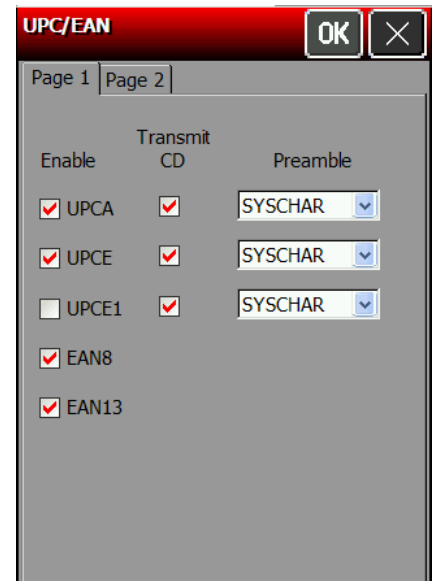 UPC/EAN OK
Page 1 Page 2
Transmit
Enable CD Preamble
UPCA SYSCHAR
UPCE SYSCHAR
UPCE1 SYSCHAR
EAN8
EAN13